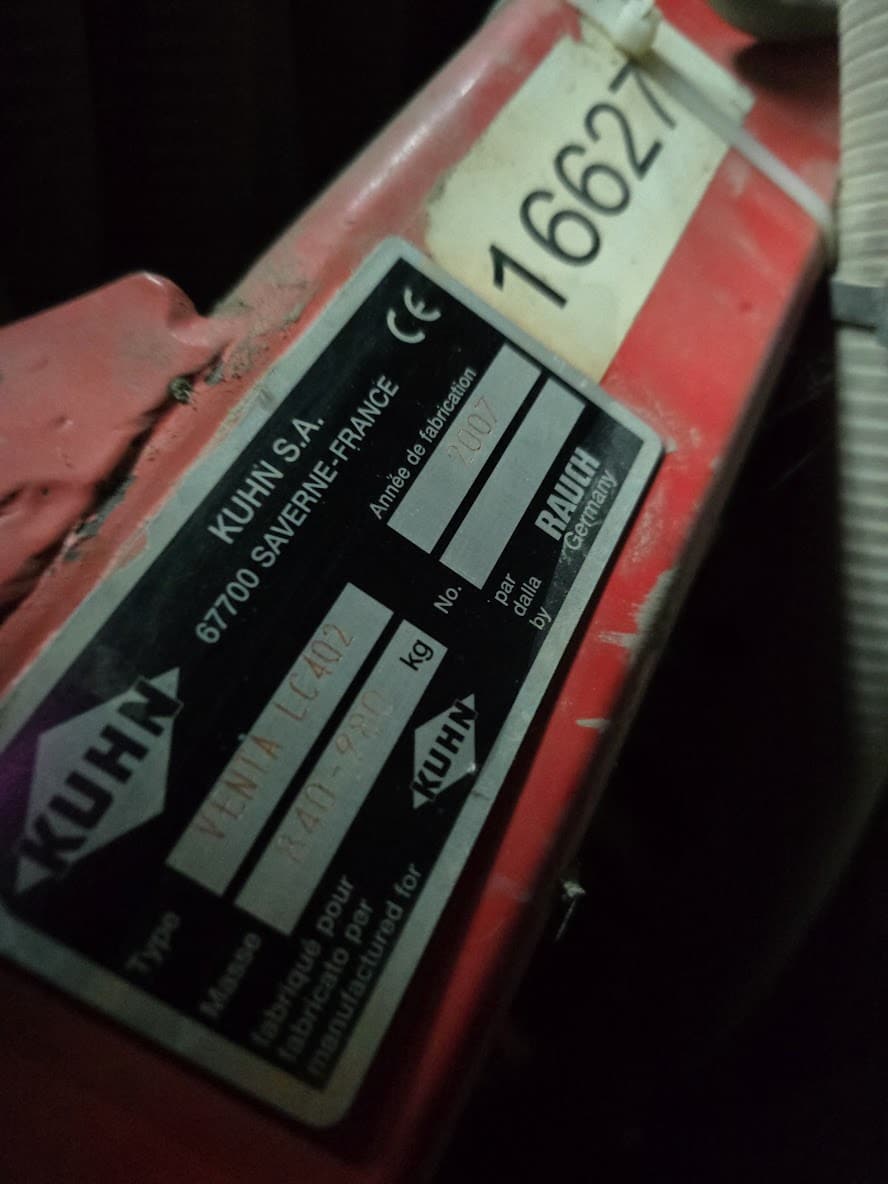 16627
CE
KUHN
KUHN S.A.
67700 SAVERNE-FRANCE
Type VENTA LC402
Masse 840-980 kg
Année de fabrication 2007
No.
fabriqué pour
fabricato par
manufactured for
KUHN
par
dalla
by
RAUCH
Germany